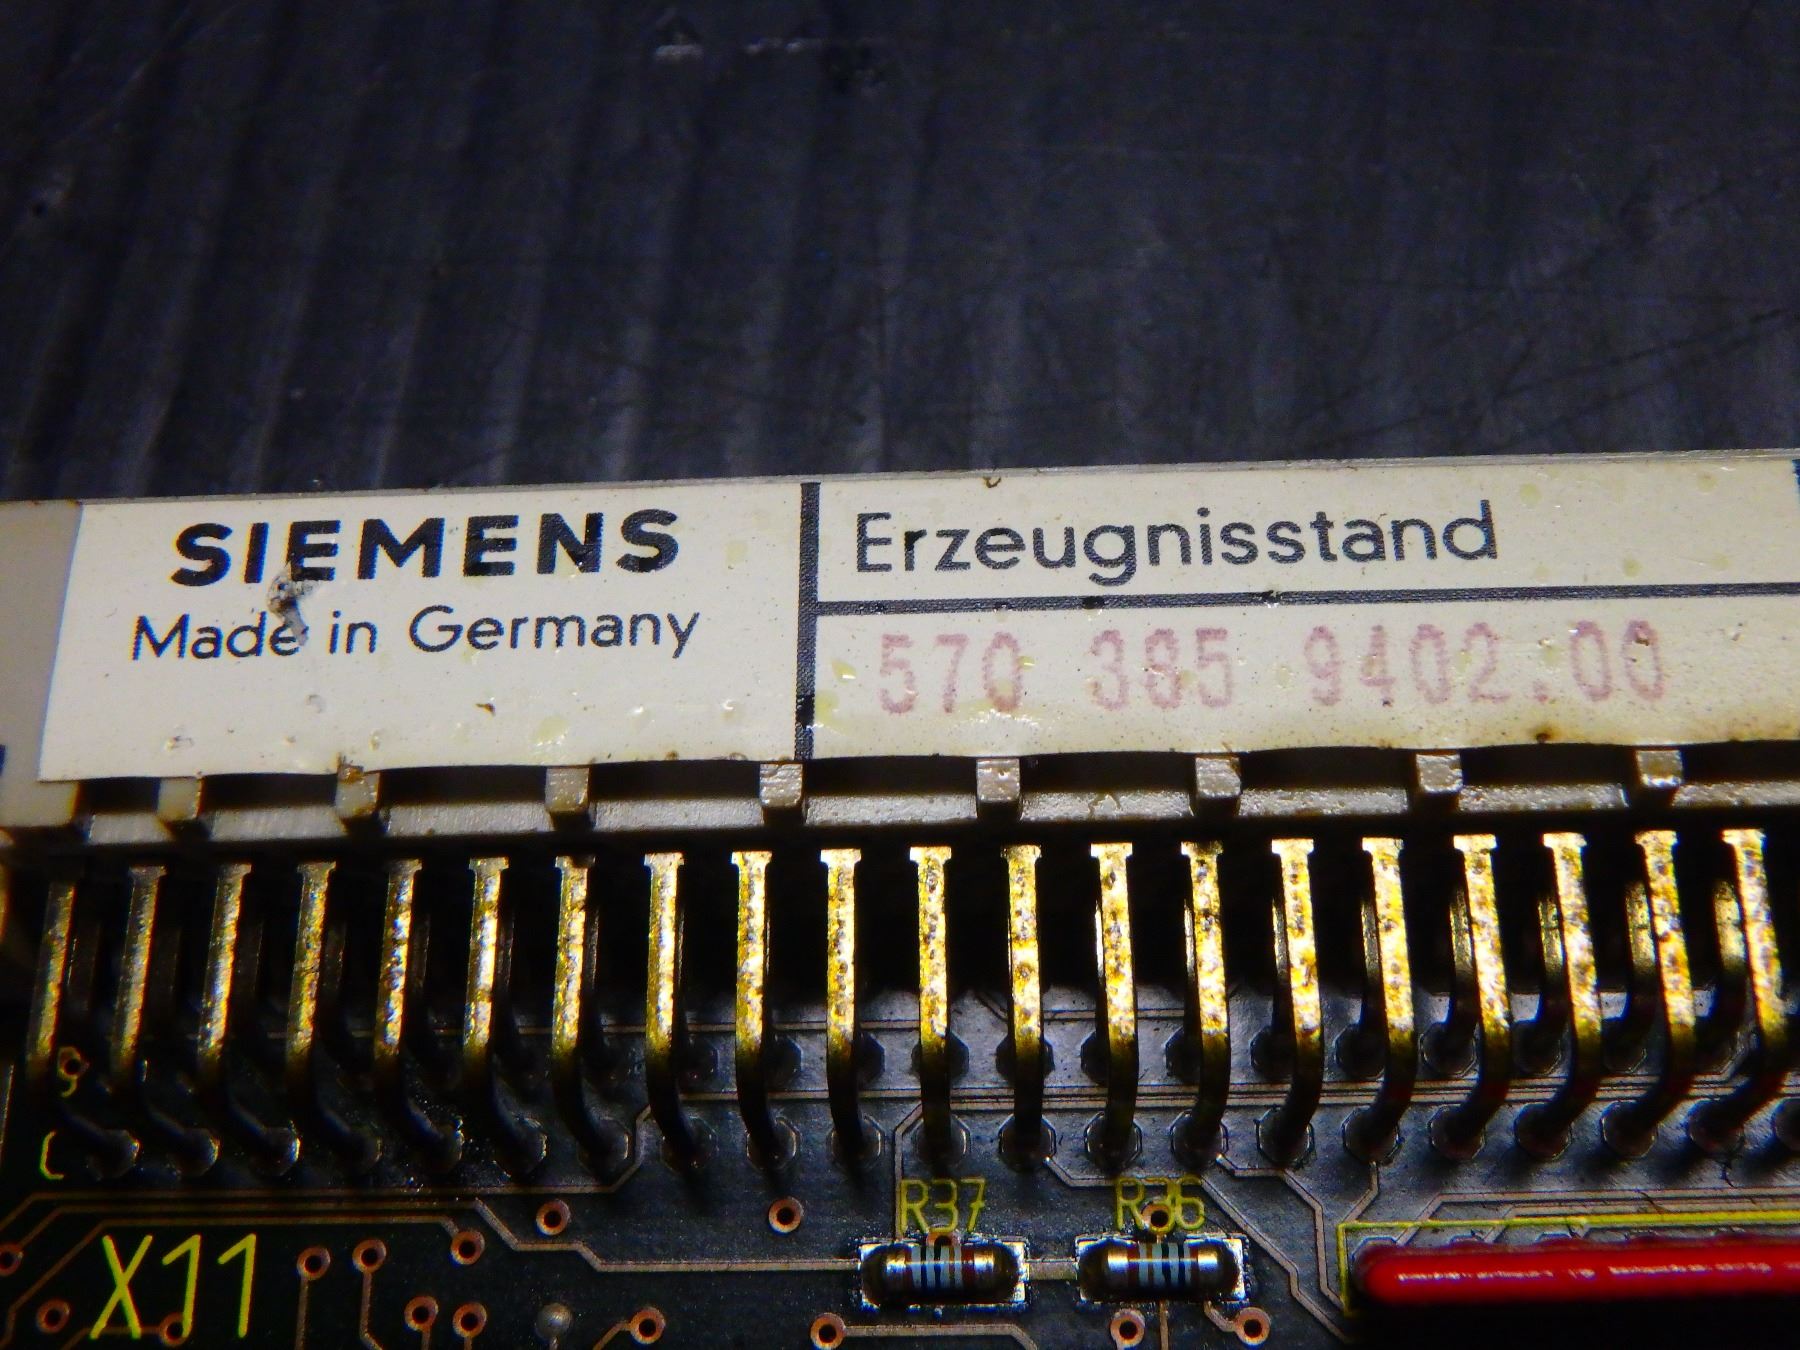 SIEMENS
Made in Germany
Erzeugnisstand
570 385 9402.00
C
R37
R36
X11